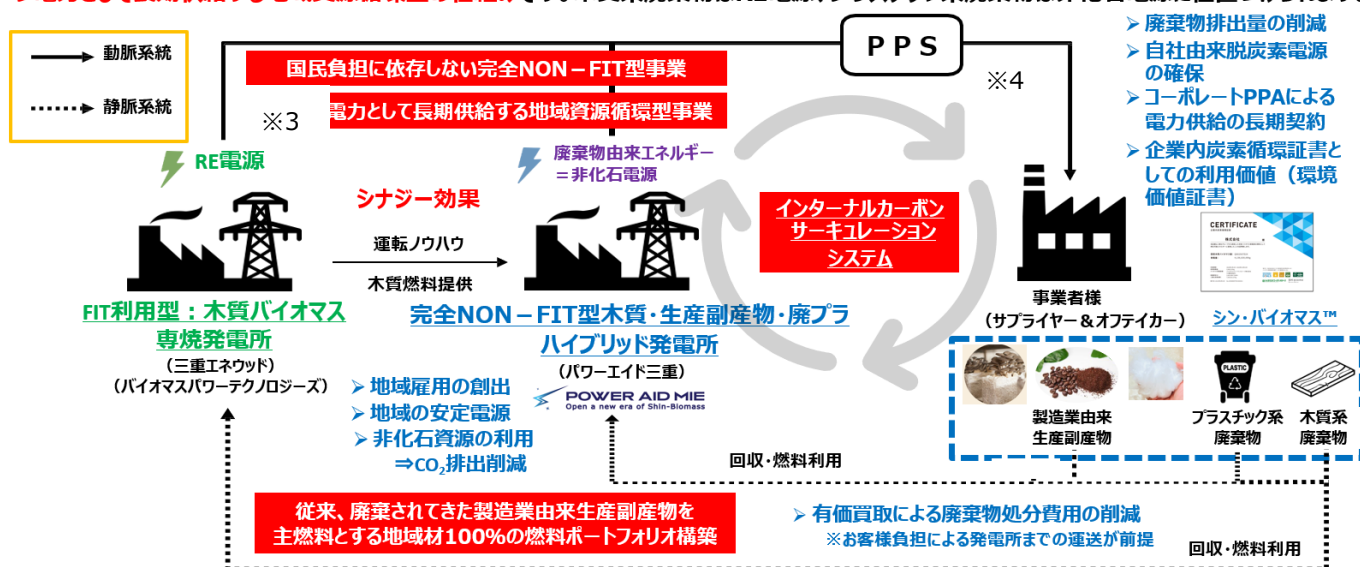 動脈系統
静脈系統
PPS
国民負担に依存しない完全NON－FIT型事業
電力として長期供給する地域資源循環型事業
※3
※4
RE電源
廃棄物由来エネルギー
＝非化石電源
シナジー効果
運転ノウハウ
木質燃料提供
インターナルカーボン
サーキュレーション
システム
➢ 廃棄物排出量の削減
➢ 自社由来脱炭素電源
の確保
➢ コーポレートPPAによる
電力供給の長期契約
➢ 企業内炭素循環証書と
しての利用価値（環境
価値証書）
CERTIFICATE
FIT利用型：木質バイオマス
専焼発電所
（三重エネウッド）
（バイオマスパワーテクノロジーズ）
完全NON－FIT型木質・生産副産物・廃プラ
ハイブリッド発電所
（パワーエイド三重）
POWER AID MIE
Open a new era of Shin-Biomass
事業者様
（サプライヤー＆オフテイカー）
シン・バイオマス™
➢ 地域雇用の創出
➢ 地域の安定電源
➢ 非化石資源の利用
⇒CO₂排出削減
PLASTIC
製造業由来
生産副産物
プラスチック系
廃棄物
木質系
廃棄物
回収・燃料利用
従来、廃棄されてきた製造業由来生産副産物を
主燃料とする地域材100%の燃料ポートフォリオ構築
➢ 有価買取による廃棄物処分費用の削減
※お客様負担による発電所までの運送が前提
回収・燃料利用